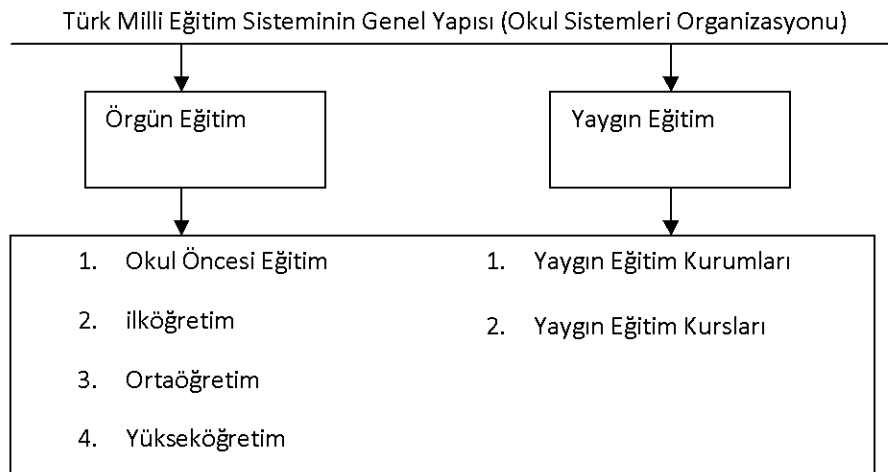 Türk Milli Eğitim Sisteminin Genel Yapısı (Okul Sistemleri Organizasyonu)
Örgün Eğitim
Yaygın Eğitim
1. Okul Öncesi Eğitim
2. ilköğretim
3. Ortaöğretim
4. Yükseköğretim
1. Yaygın Eğitim Kurumları
2. Yaygın Eğitim Kursları